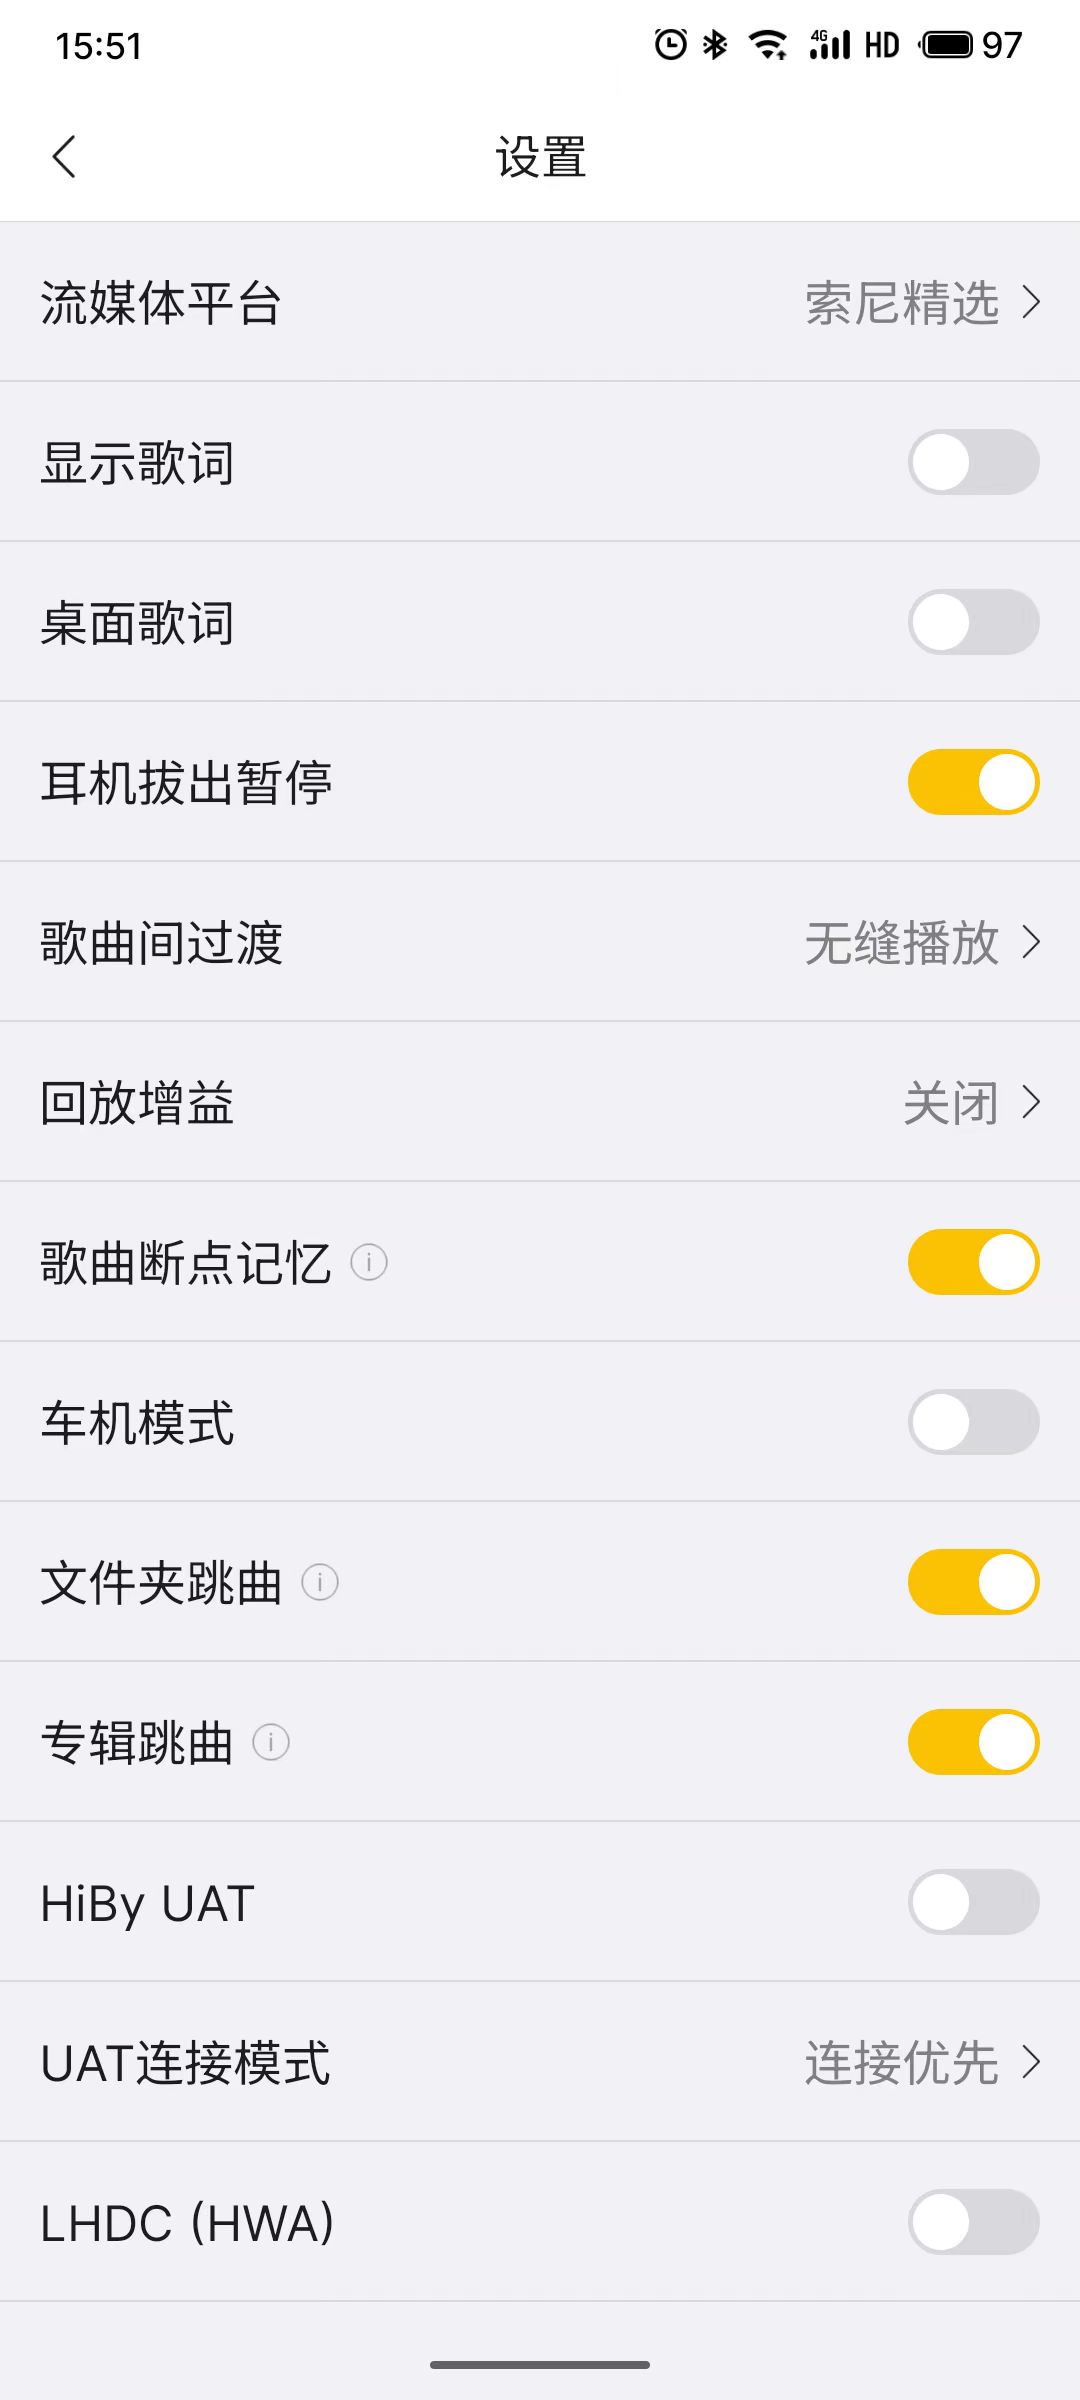 15:51
4G HD 97
设置
流媒体平台 索尼精选
显示歌词
桌面歌词
耳机拔出暂停
歌曲间过渡 无缝播放
回放增益 关闭
歌曲断点记忆
车机模式
文件夹跳曲
专辑跳曲
HiBy UAT
UAT连接模式 连接优先
LHDC (HWA)